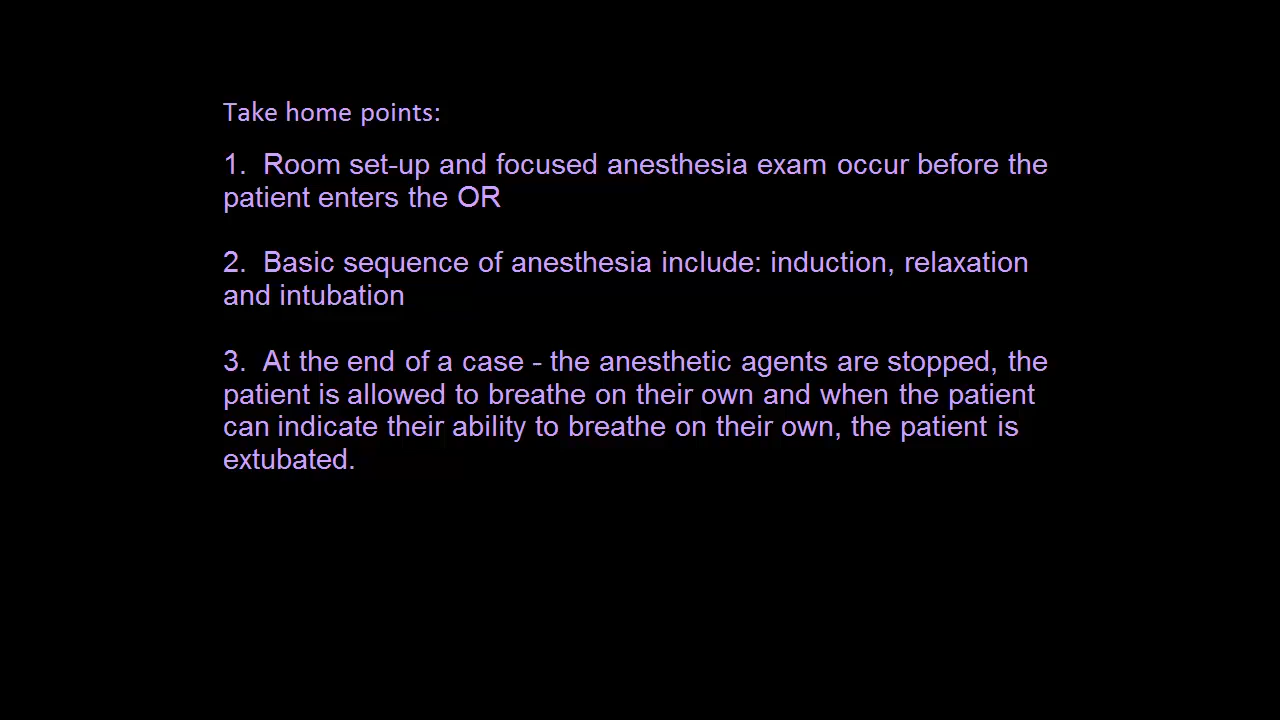 Take home points:
1.  Room set-up and focused anesthesia exam occur before the
patient enters the OR
2.  Basic sequence of anesthesia include: induction, relaxation
and intubation
3.  At the end of a case - the anesthetic agents are stopped, the
patient is allowed to breathe on their own and when the patient
can indicate their ability to breathe on their own, the patient is
extubated.